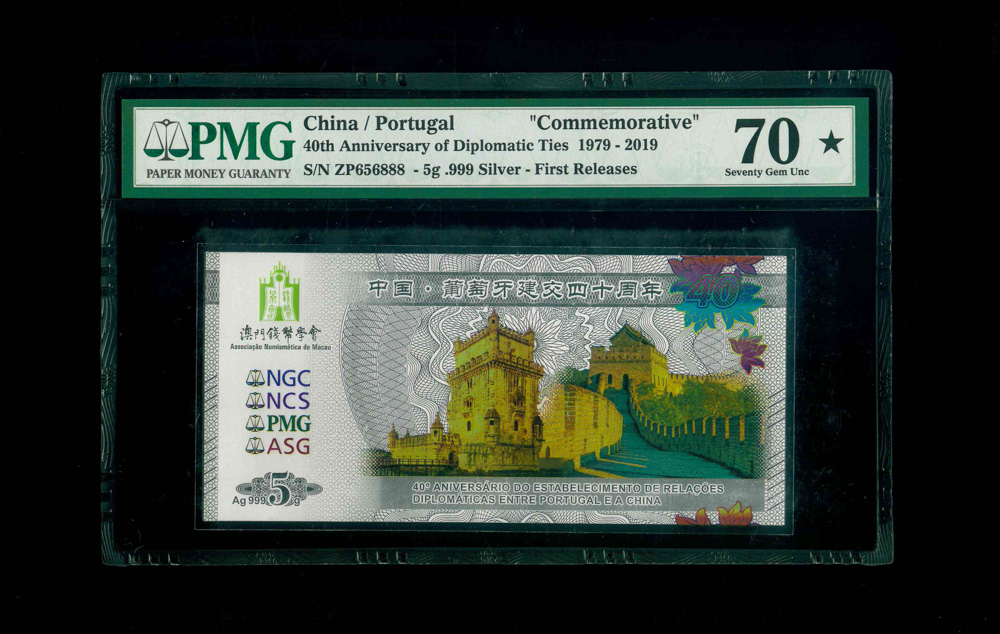 PMG
PAPER MONEY GUARANTY
China / Portugal "Commemorative"
40th Anniversary of Diplomatic Ties 1979 - 2019
S/N ZP656888 - 5g .999 Silver - First Releases
70 ★
Seventy Gem Unc
中国·葡萄牙建交四十周年
40
澳門錢幣學會
Associação Numismática de Macau
NGC
NCS
PMG
ASG
Ag 999 5g
40º ANIVERSÁRIO DO ESTABELECIMENTO DE RELAÇÕES
DIPLOMÁTICAS ENTRE PORTUGAL E A CHINA